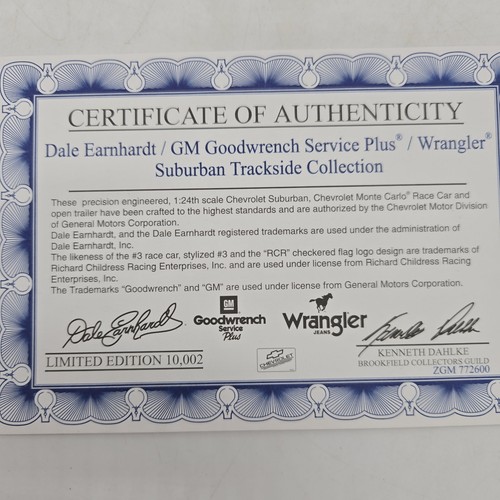 CERTIFICATE OF AUTHENTICITY
Dale Earnhardt / GM Goodwrench Service Plus® / Wrangler®
Suburban Trackside Collection
These precision engineered, 1:24th scale Chevrolet Suburban, Chevrolet Monte Carlo® Race Car and
open trailer have been crafted to the highest standards and are authorized by the Chevrolet Motor Division
of General Motors Corporation.
Dale Earnhardt, and the Dale Earnhardt registered trademarks are used under the administration of
Dale Earnhardt, Inc.
The likeness of the #3 race car, stylized #3 and the “RCR” checkered flag logo design are trademarks of
Richard Childress Racing Enterprises, Inc. and are used under license from Richard Childress Racing
Enterprises, Inc.
The Trademarks “Goodwrench” and “GM” are used under license from General Motors Corporation.
Dale Earnhardt
GM
Goodwrench
Service
Plus
Wrangler
JEANS
LIMITED EDITION 10,002
CHEVROLET
KENNETH DAHLKE
BROOKFIELD COLLECTORS GUILD
ZGM 772600